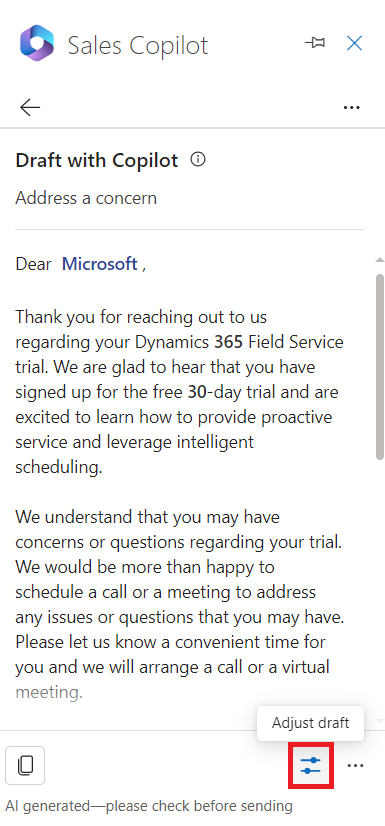 Sales Copilot
Draft with Copilot
Address a concern
Dear Microsoft ,
Thank you for reaching out to us
regarding your Dynamics 365 Field Service
trial. We are glad to hear that you have
signed up for the free 30-day trial and are
excited to learn how to provide proactive
service and leverage intelligent
scheduling.
We understand that you may have
concerns or questions regarding your trial.
We would be more than happy to
schedule a call or a meeting to address
any issues or questions that you may have.
Please let us know a convenient time for
you and we will arrange a call or a virtual
meeting.
Adjust draft
AI generated—please check before sending